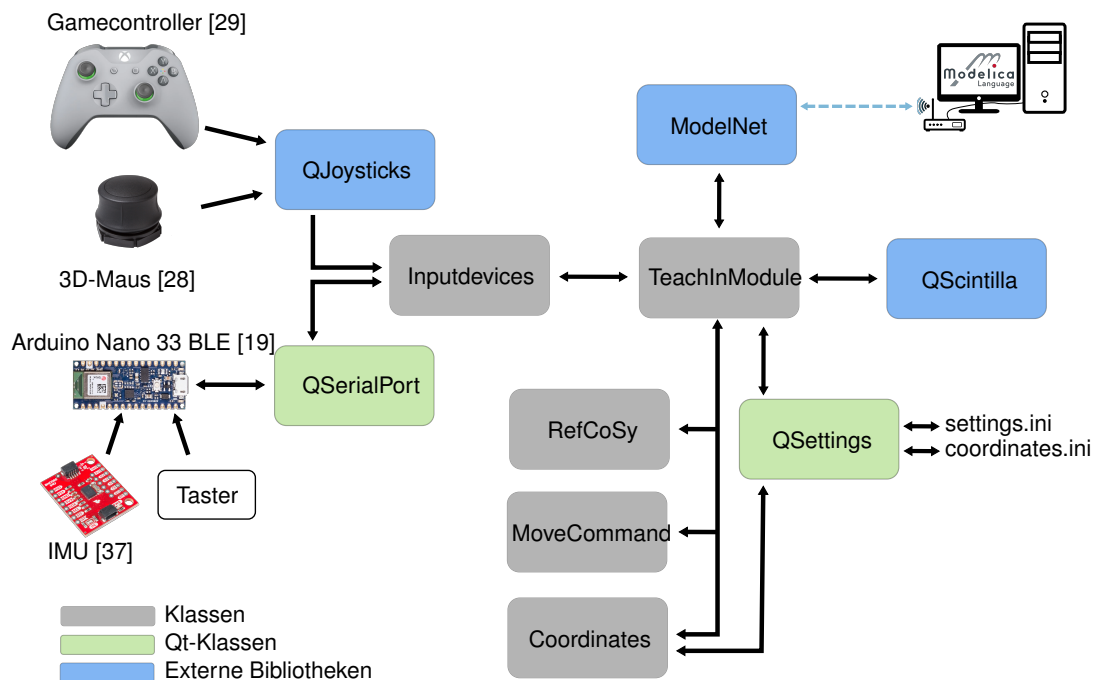 Gamecontroller [29]
Modelica
Language
ModelNet
QJoysticks
3D-Maus [28]
Inputdevices
TeachInModule
QScintilla
Arduino Nano 33 BLE [19]
QSerialPort
RefCoSy
QSettings
settings.ini
coordinates.ini
Taster
MoveCommand
IMU [37]
Coordinates
Klassen
Qt-Klassen
Externe Bibliotheken